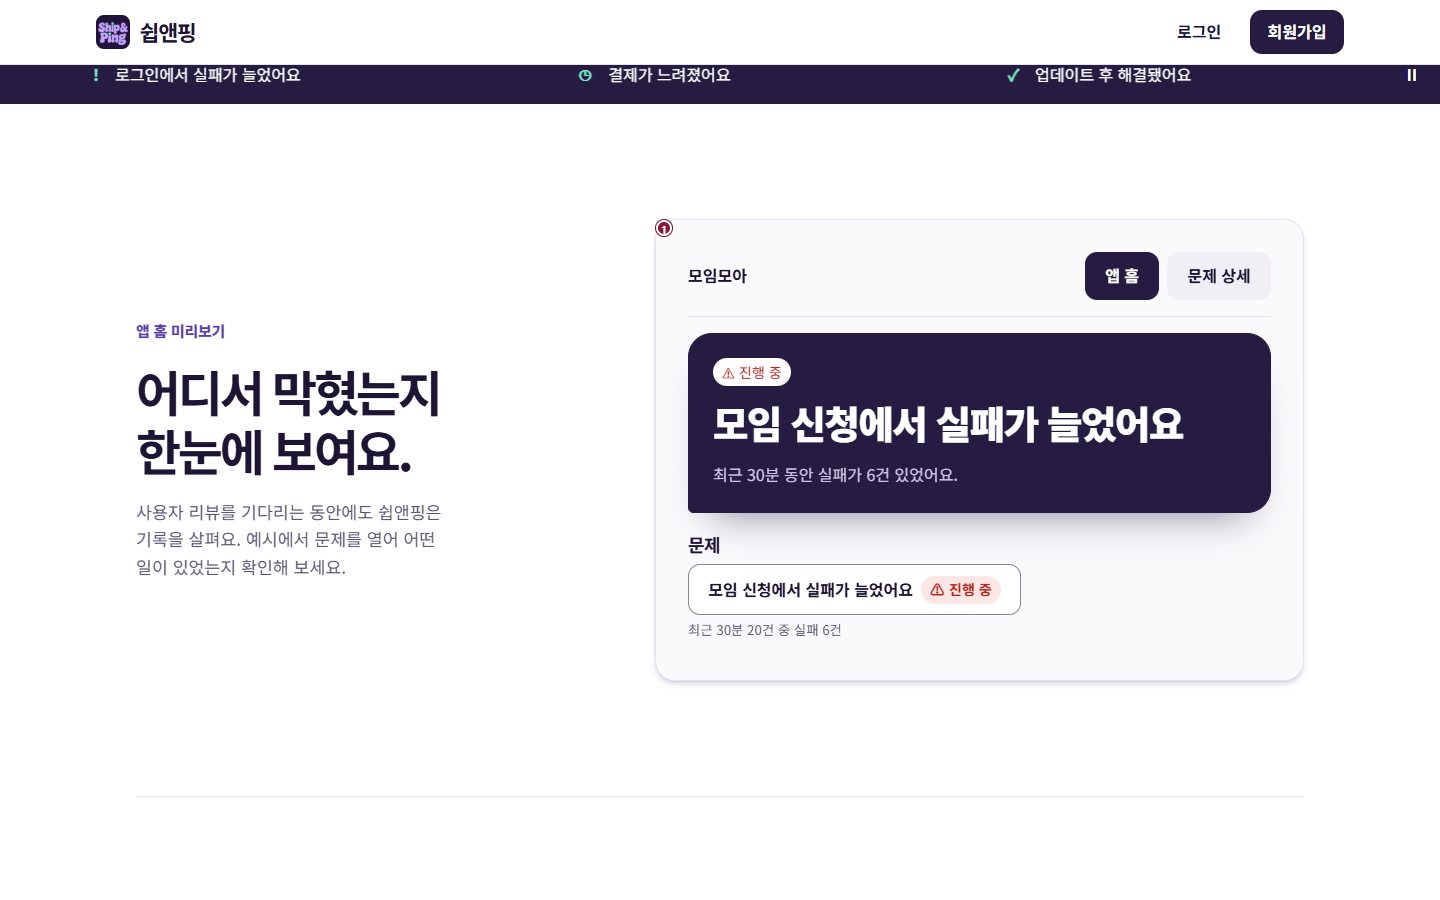 Ship&
Ping
쉽앤핑
로그인
회원가입
! 로그인에서 실패가 늘었어요
결제가 느려졌어요
✓ 업데이트 후 해결됐어요
1
모임모아
앱 홈
문제 상세
앱 홈 미리보기
어디서 막혔는지
한눈에 보여요.
사용자 리뷰를 기다리는 동안에도 쉽앤핑은
기록을 살펴요. 예시에서 문제를 열어 어떤
일이 있었는지 확인해 보세요.
⚠ 진행 중
모임 신청에서 실패가 늘었어요
최근 30분 동안 실패가 6건 있었어요.
문제
모임 신청에서 실패가 늘었어요 ⚠ 진행 중
최근 30분 20건 중 실패 6건